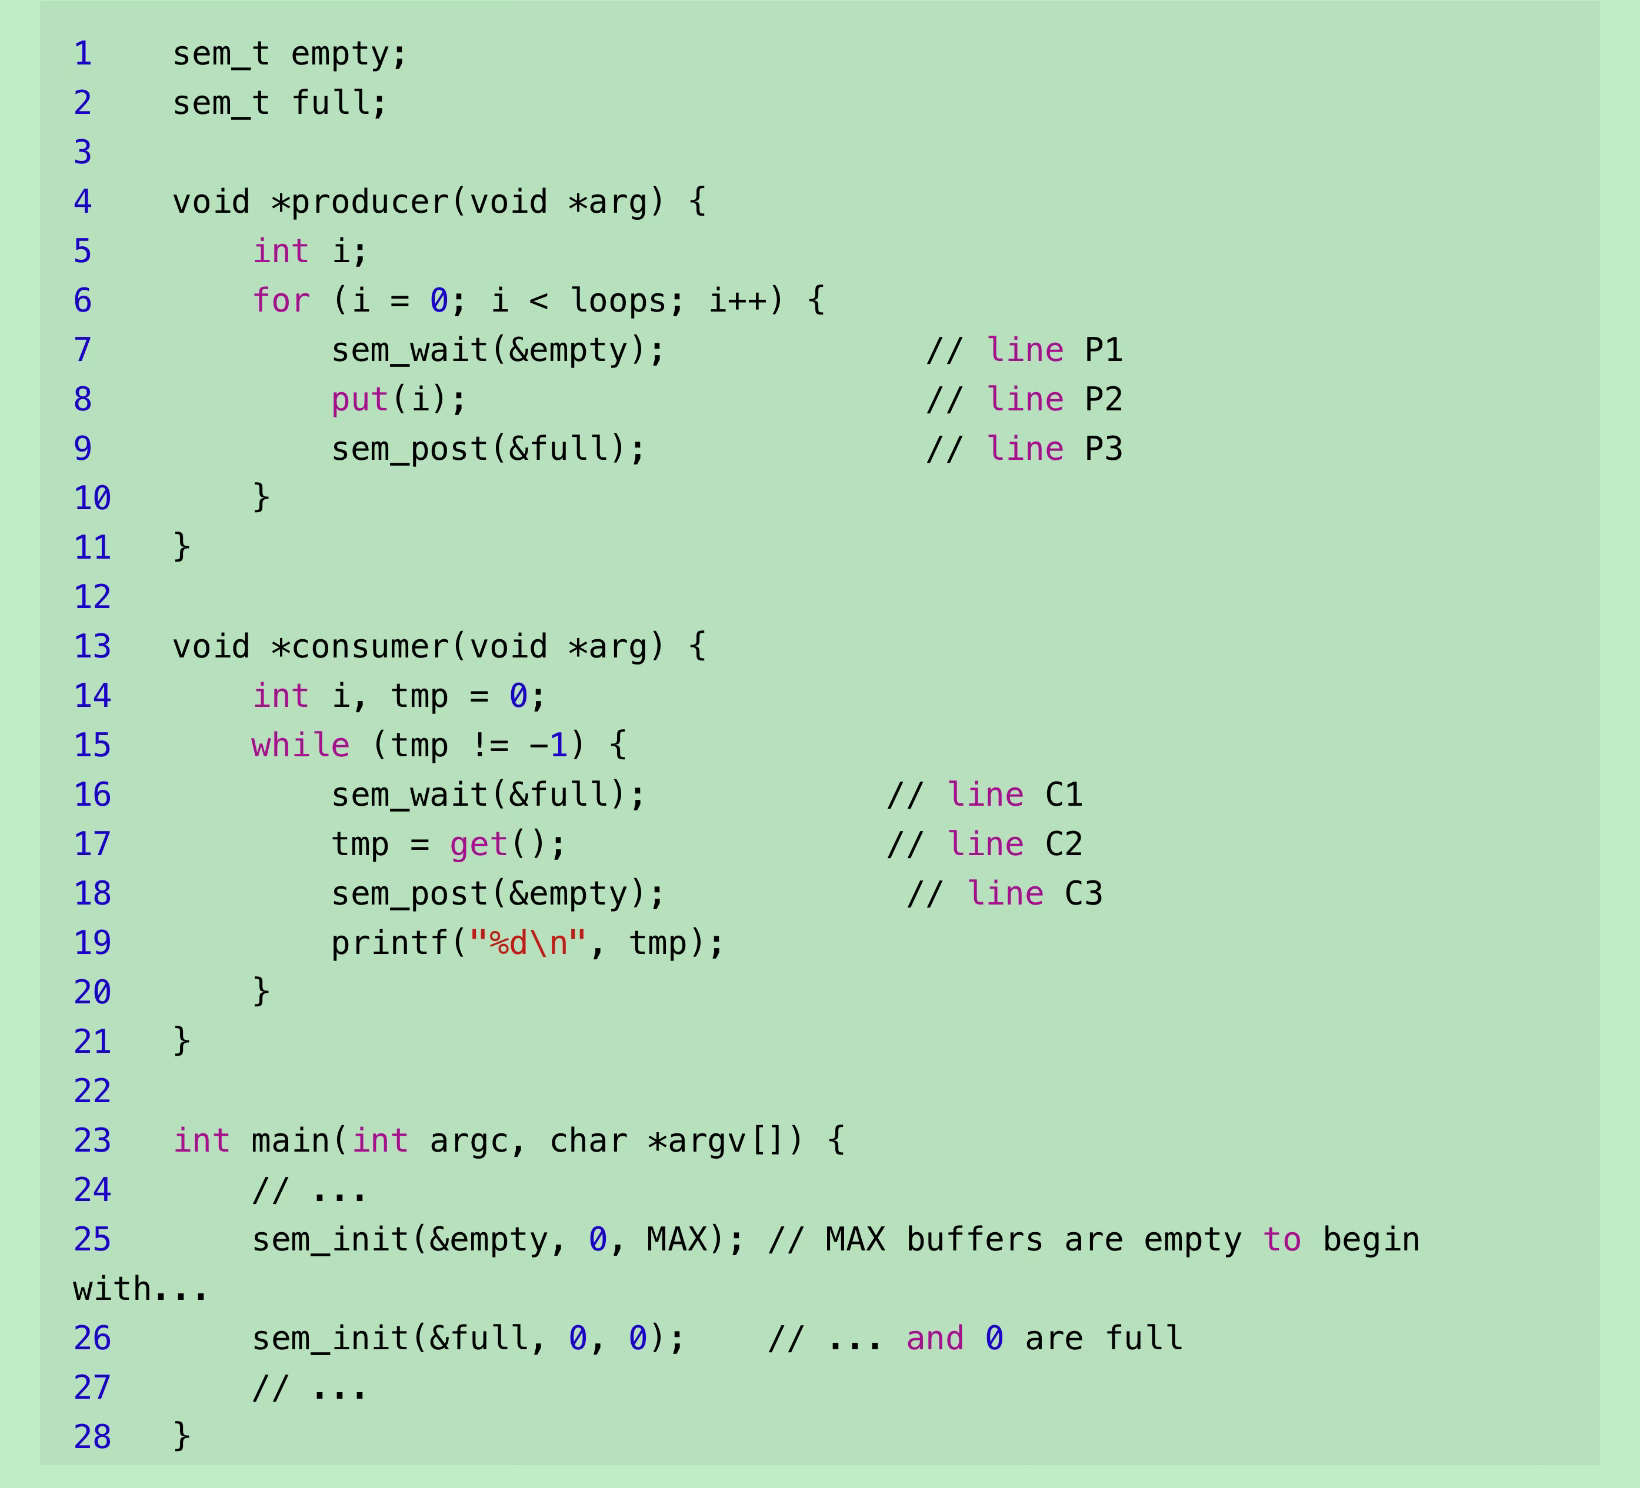 1    sem_t empty;
2    sem_t full;
3
4    void *producer(void *arg) {
5        int i;
6        for (i = 0; i < loops; i++) {
7            sem_wait(&empty);             // line P1
8            put(i);                       // line P2
9            sem_post(&full);              // line P3
10       }
11   }
12
13   void *consumer(void *arg) {
14       int i, tmp = 0;
15       while (tmp != -1) {
16           sem_wait(&full);            // line C1
17           tmp = get();                // line C2
18           sem_post(&empty);            // line C3
19           printf("%d\n", tmp);
20       }
21   }
22
23   int main(int argc, char *argv[]) {
24       // ...
25       sem_init(&empty, 0, MAX); // MAX buffers are empty to begin
with...
26       sem_init(&full, 0, 0);    // ... and 0 are full
27       // ...
28   }